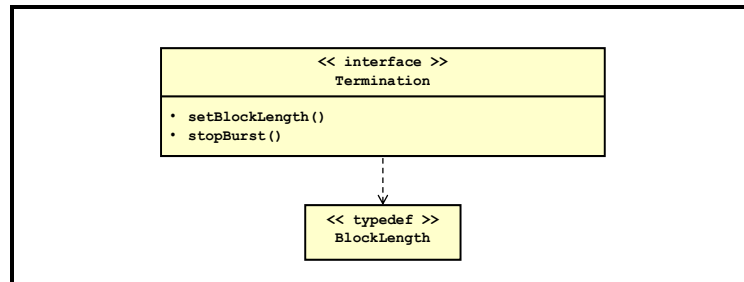 << interface >>
Termination
• setBlockLength()
• stopBurst()
<< typedef >>
BlockLength